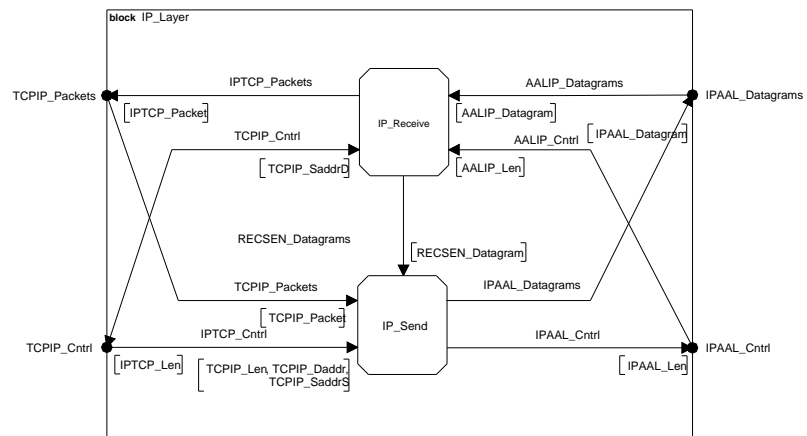 block IP_Layer
IPTCP_Packets
AALIP_Datagrams
TCPIP_Packets
IPAAL_Datagrams
[IPTCP_Packet]
IP_Receive
[AALIP_Datagram]
TCPIP_Cntrl
AALIP_Cntrl
[IPAAL_Datagram]
[TCPIP_SaddrD]
[AALIP_Len]
RECSEN_Datagrams
[RECSEN_Datagram]
TCPIP_Packets
IPAAL_Datagrams
[TCPIP_Packet]
IP_Send
IPTCP_Cntrl
IPAAL_Cntrl
TCPIP_Cntrl
IPAAL_Cntrl
[IPTCP_Len]
[TCPIP_Len, TCPIP_Daddr,
TCPIP_SaddrS]
[IPAAL_Len]